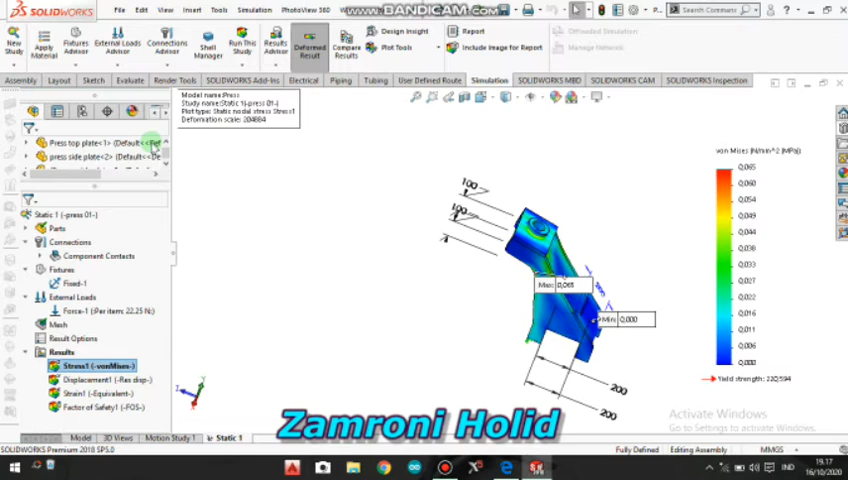 SOLIDWORKS
File Edit View Insert Tools Simulation PhotoView 360
WWW.BANDICAM.COM
Search Commands
New Study
Apply Material
Fixtures Advisor
External Loads Advisor
Connections Advisor
Shell Manager
Run This Study
Results Advisor
Deformed Result
Compare Results
Design Insight
Plot Tools
Report
Include Image for Report
Offloaded Simulation
Manage Network
Assembly Layout Sketch Evaluate Render Tools SOLIDWORKS Add-Ins Electrical Piping Tubing User Defined Route Simulation SOLIDWORKS MBD SOLIDWORKS CAM SOLIDWORKS Inspection
Model name:Press
Study name:Static 1(-press 01-)
Plot type: Static nodal stress Stress1
Deformation scale: 204884
Press top plate<1> (Default<<Def
press side plate<2> (Default<<De
Static 1 (-press 01-)
Parts
Connections
Component Contacts
Fixtures
Fixed-1
External Loads
Force-1 (:Per item: 22.25 N:)
Mesh
Result Options
Results
Stress1 (-vonMises-)
Displacement1 (-Res disp-)
Strain1 (-Equivalent-)
Factor of Safety1 (-FOS-)
100
100
Max: 0,065
Min: 0,000
200
200
von Mises (N/mm^2 (MPa))
0,065
0,060
0,054
0,049
0,043
0,038
0,033
0,027
0,022
0,016
0,011
0,005
0,000
Yield strength: 220,594
Zamroni Holid
Activate Windows
Go to Settings to activate Windows.
Model 3D Views Motion Study 1 Static 1
SOLIDWORKS Premium 2018 SP5.0
Fully Defined Editing Assembly MMGS
IND
19.17
16/10/2020